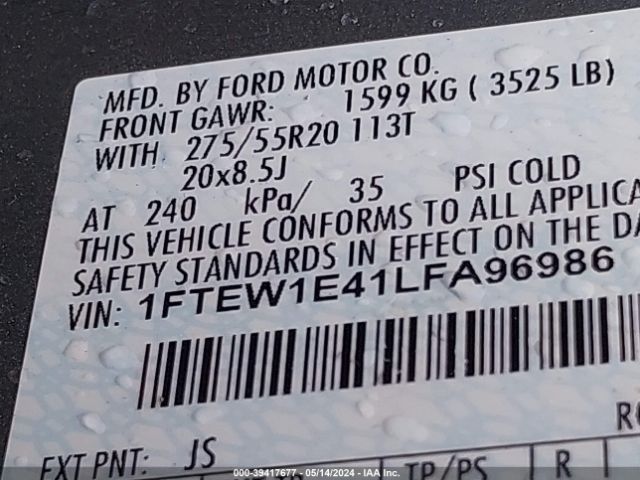 MFD. BY FORD MOTOR CO.
FRONT GAWR: 1599 KG ( 3525 LB)
WITH 275/55R20 113T
20x8.5J
AT 240 kPa/ 35 PSI COLD
THIS VEHICLE CONFORMS TO ALL APPLICA
SAFETY STANDARDS IN EFFECT ON THE DA
VIN: 1FTEW1E41LFA96986
EXT PNT: JS
TP/PS R
000-39417677 - 05/14/2024 - IAA Inc.